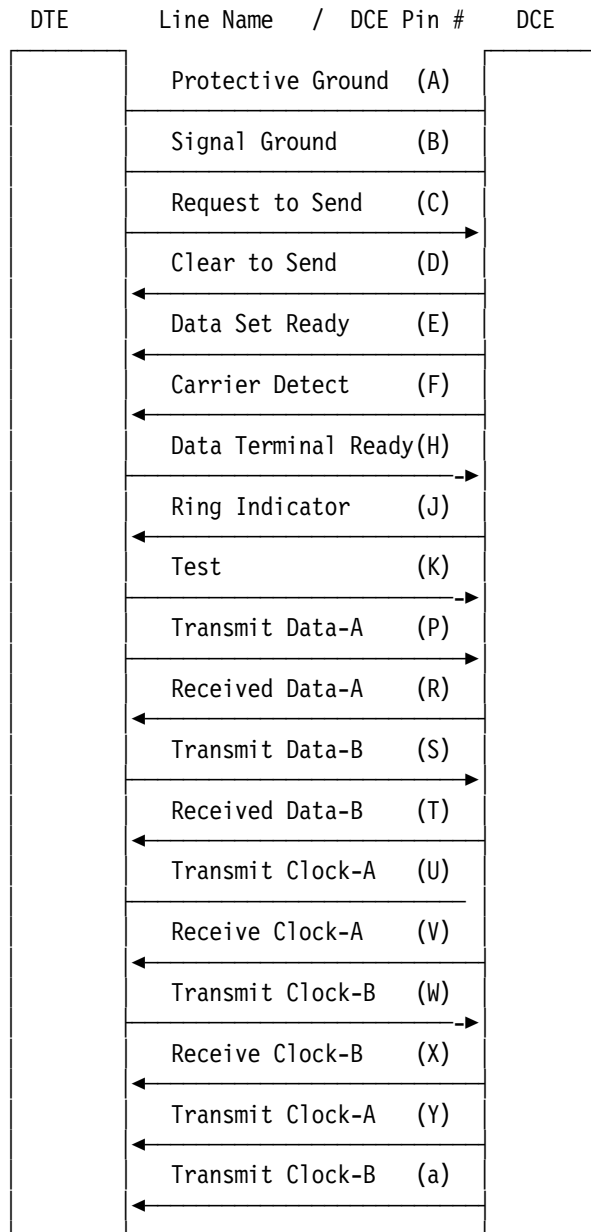 DTE Line Name / DCE Pin # DCE
Protective Ground (A)
Signal Ground (B)
Request to Send (C)
Clear to Send (D)
Data Set Ready (E)
Carrier Detect (F)
Data Terminal Ready(H)
Ring Indicator (J)
Test (K)
Transmit Data-A (P)
Received Data-A (R)
Transmit Data-B (S)
Received Data-B (T)
Transmit Clock-A (U)
Receive Clock-A (V)
Transmit Clock-B (W)
Receive Clock-B (X)
Transmit Clock-A (Y)
Transmit Clock-B (a)